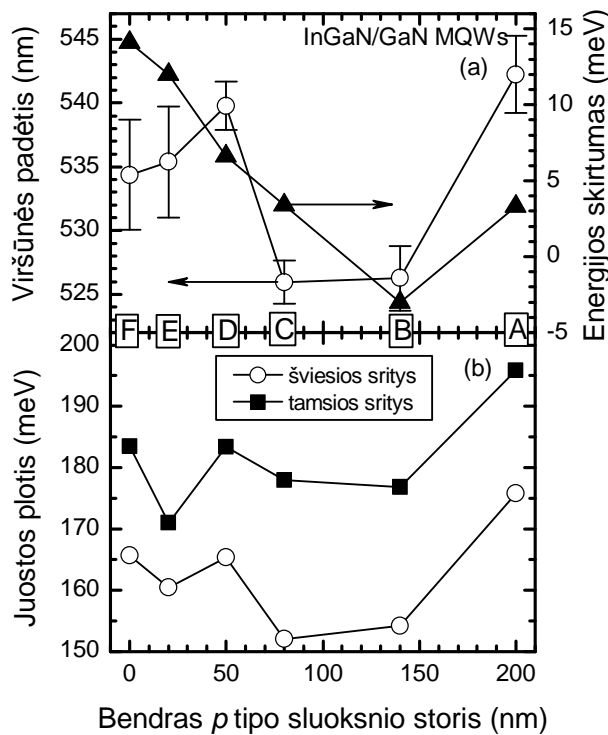 InGaN/GaN MQWs
(a)
Viršūnės padėtis (nm)
545
540
535
530
525
Energijos skirtumas (meV)
15
10
5
0
-5
F E D C B A
(b)
šviesios sritys
tamsios sritys
Juostos plotis (meV)
200
190
180
170
160
150
0 50 100 150 200
Bendras p tipo sluoksnio storis (nm)